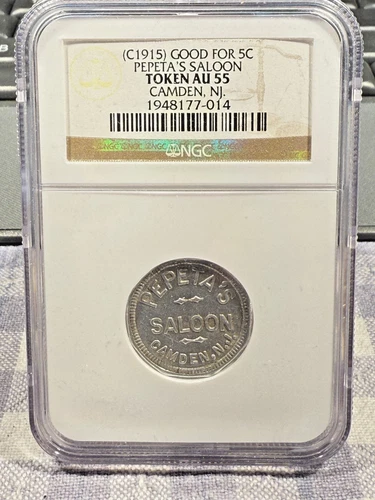 (C1915) GOOD FOR 5C
PEPETA'S SALOON
TOKEN AU 55
CAMDEN, NJ.
1948177-014
NGC
PEPETA'S
SALOON
CAMDEN, N.J.